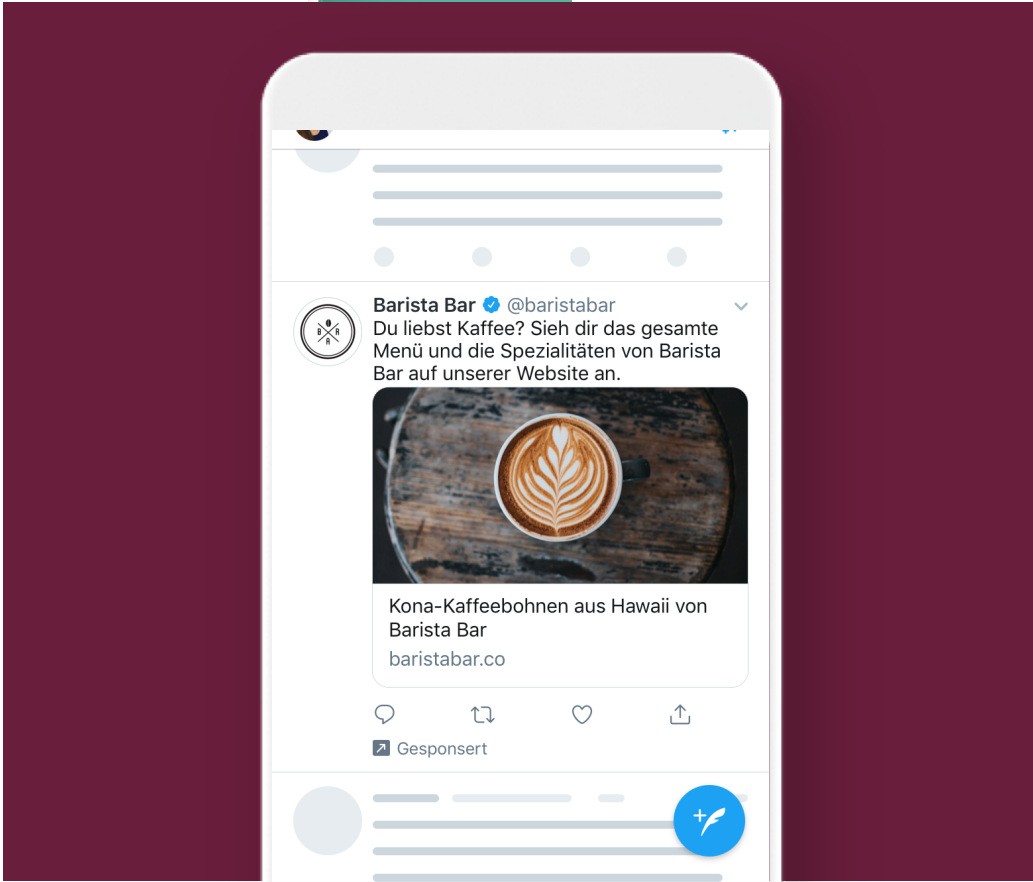 Barista Bar @baristabar
Du liebst Kaffee? Sieh dir das gesamte
Menü und die Spezialitäten von Barista
Bar auf unserer Website an.
B A R
A
Kona-Kaffeebohnen aus Hawaii von
Barista Bar
baristabar.co
Gesponsert